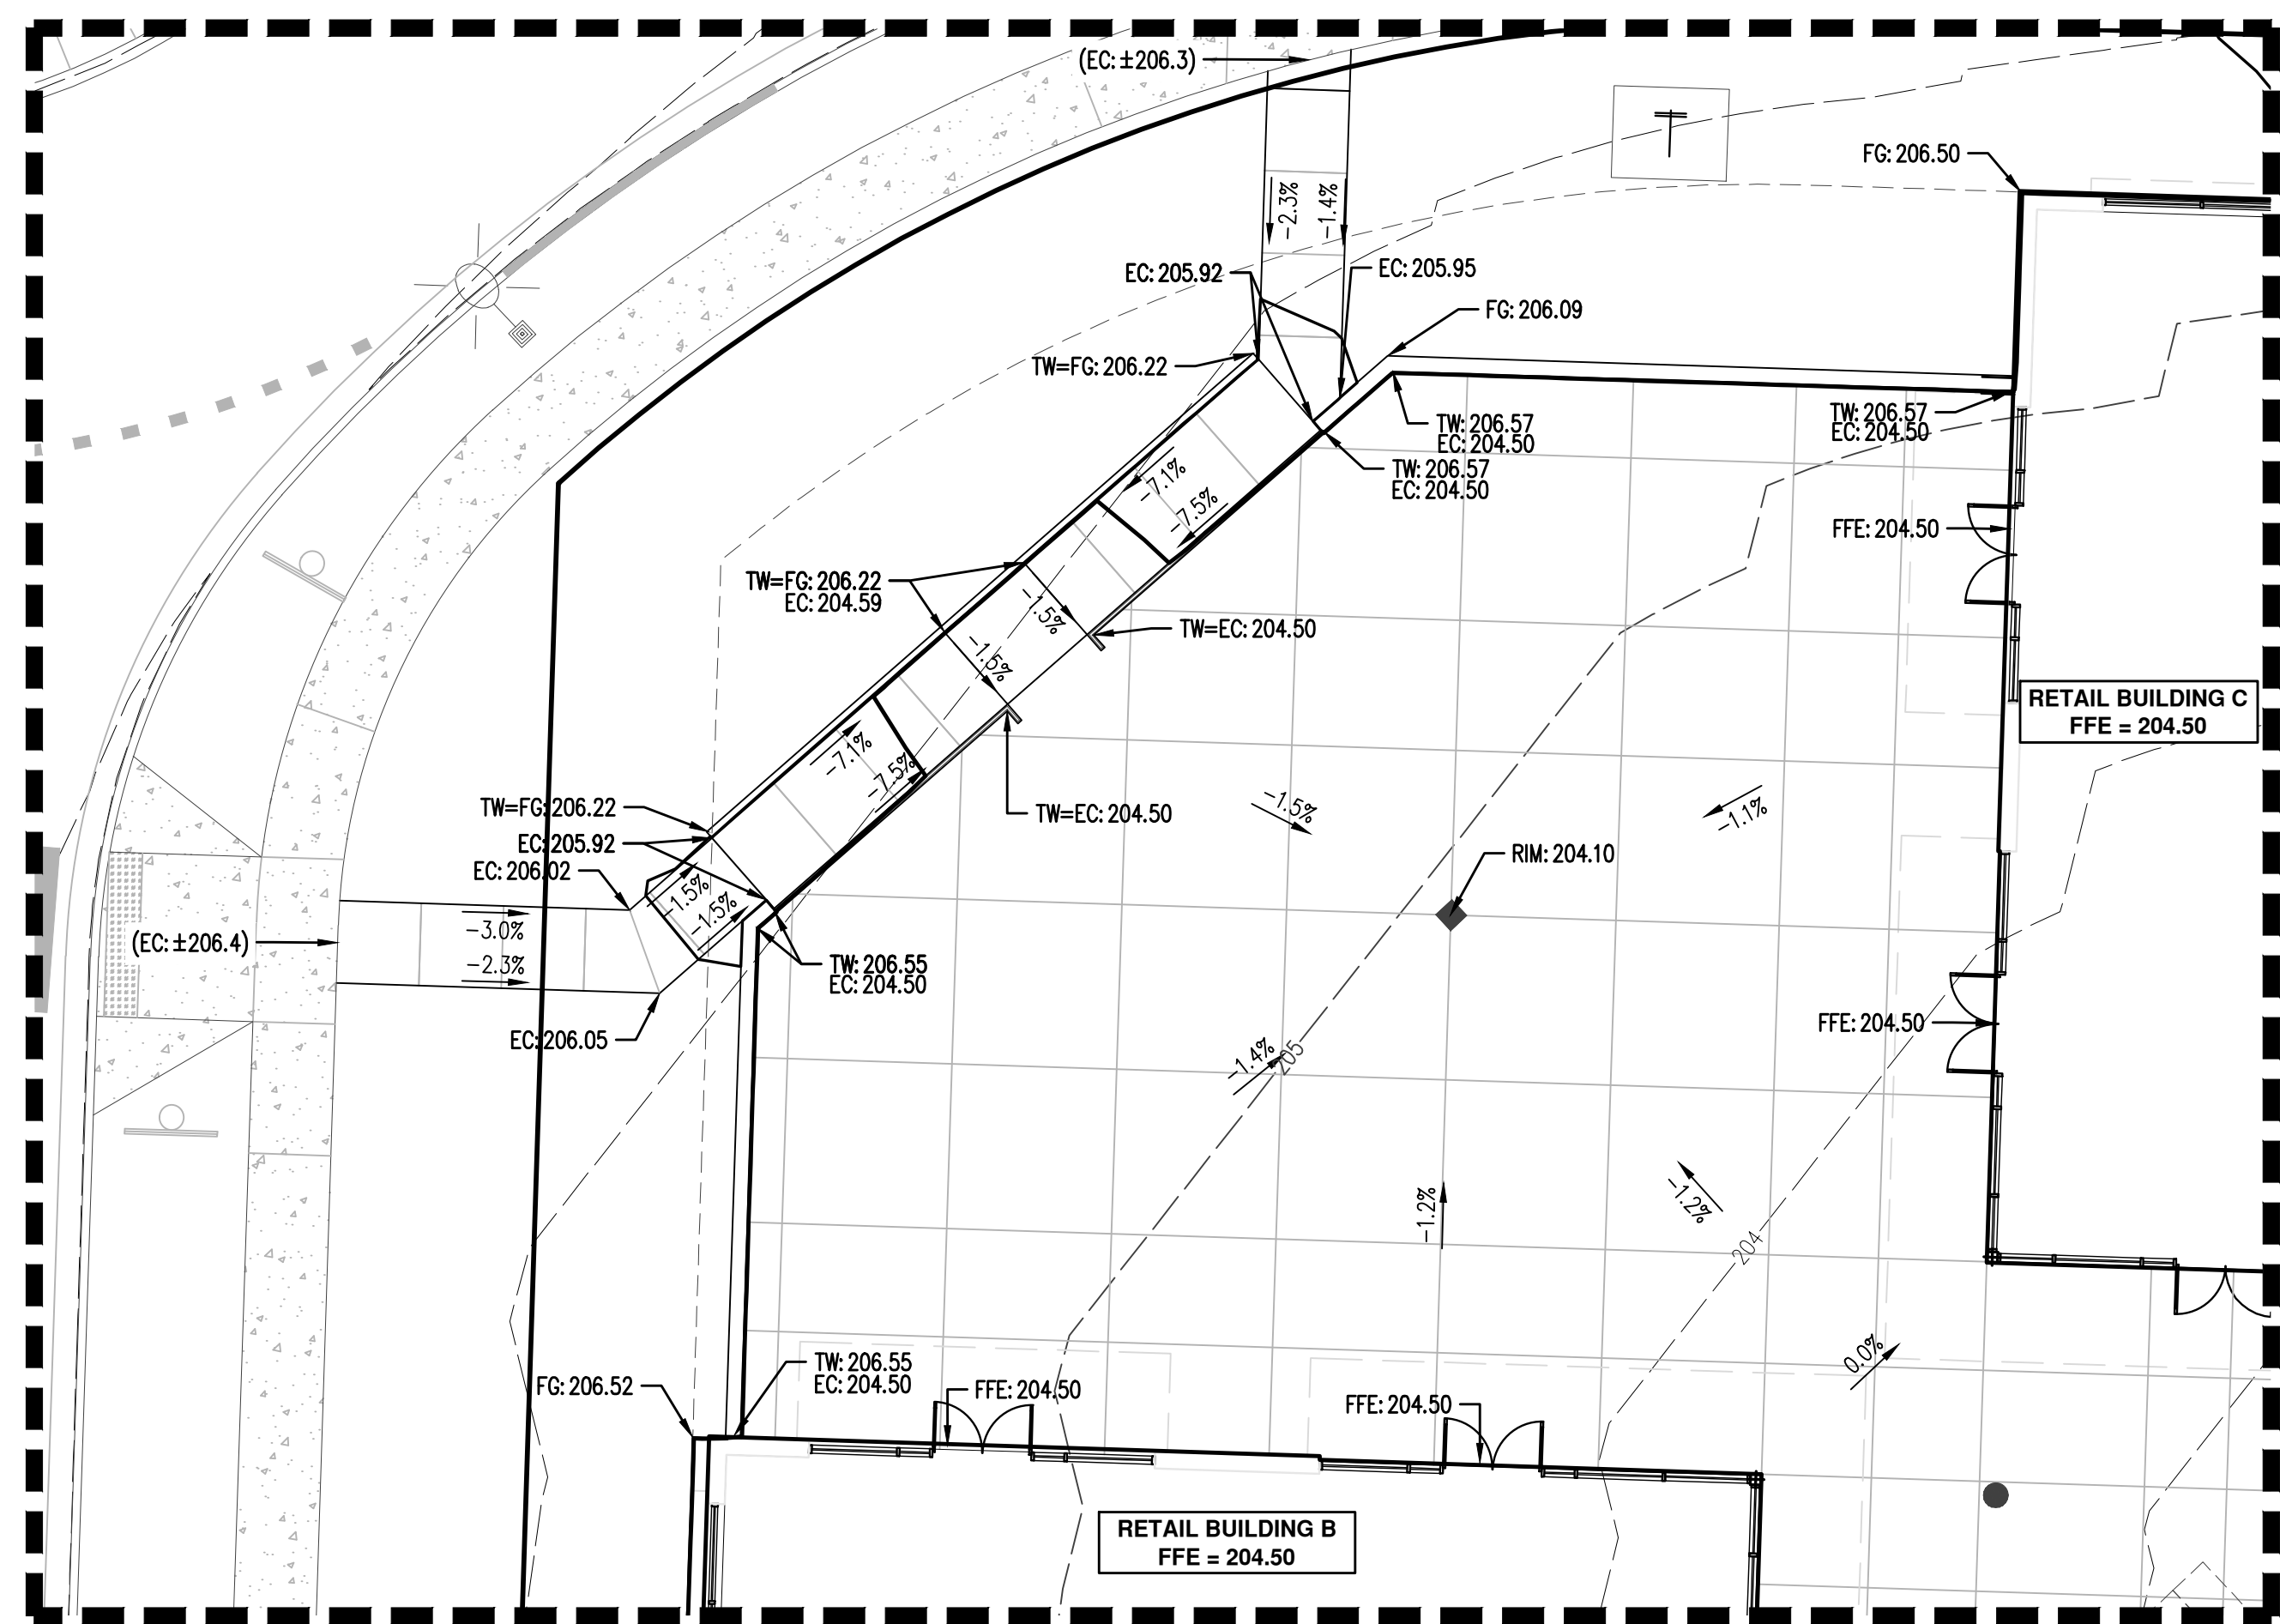 (EC: ±206.3)
FG: 206.50
-2.3%
-1.4%
EC: 205.92
EC: 205.95
FG: 206.09
TW=FG: 206.22
TW: 206.57
EC: 204.50
TW: 206.57
EC: 204.50
TW: 206.57
EC: 204.50
-7.1%
-7.5%
FFE: 204.50
TW=FG: 206.22
EC: 204.59
-1.5%
TW=EC: 204.50
-1.5%
RETAIL BUILDING C
FFE = 204.50
-7.1%
-7.5%
TW=FG: 206.22
TW=EC: 204.50
-1.5%
-1.1%
EC: 205.92
EC: 206.02
RIM: 204.10
-1.5%
-1.5%
-3.0%
(EC: ±206.4)
-2.3%
TW: 206.55
EC: 204.50
FFE: 204.50
EC: 206.05
-1.4%
205
-1.2%
-1.2%
204
0.0%
TW: 206.55
EC: 204.50
FG: 206.52
FFE: 204.50
FFE: 204.50
RETAIL BUILDING B
FFE = 204.50